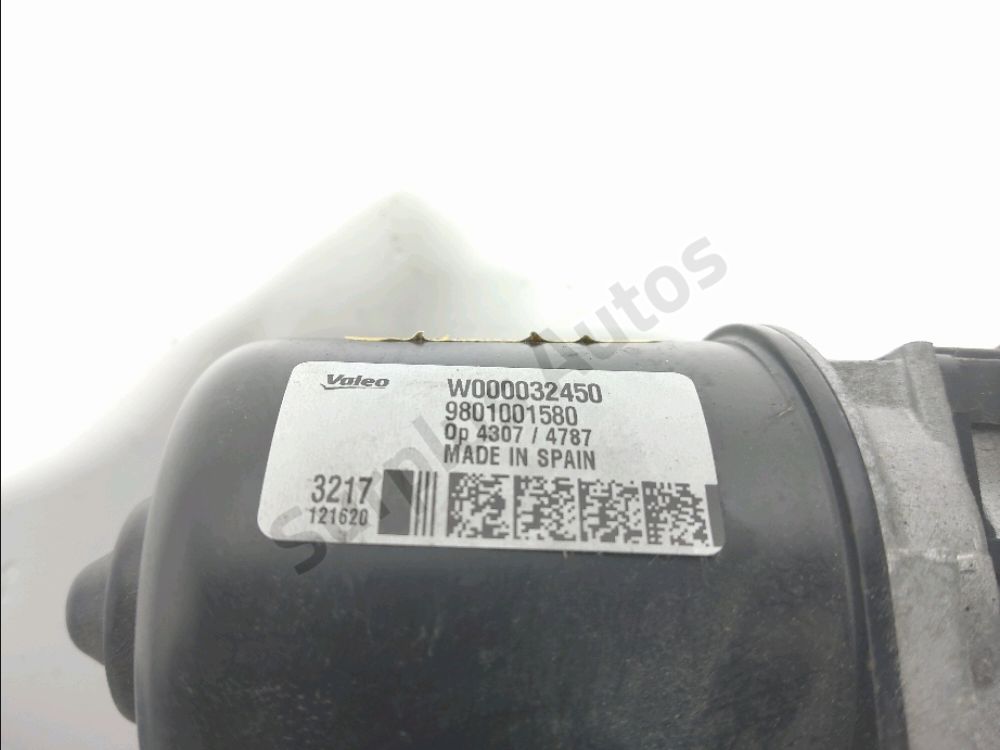 Valeo
W000032450
9801001580
Op 4307 / 4787
MADE IN SPAIN
3217
121620